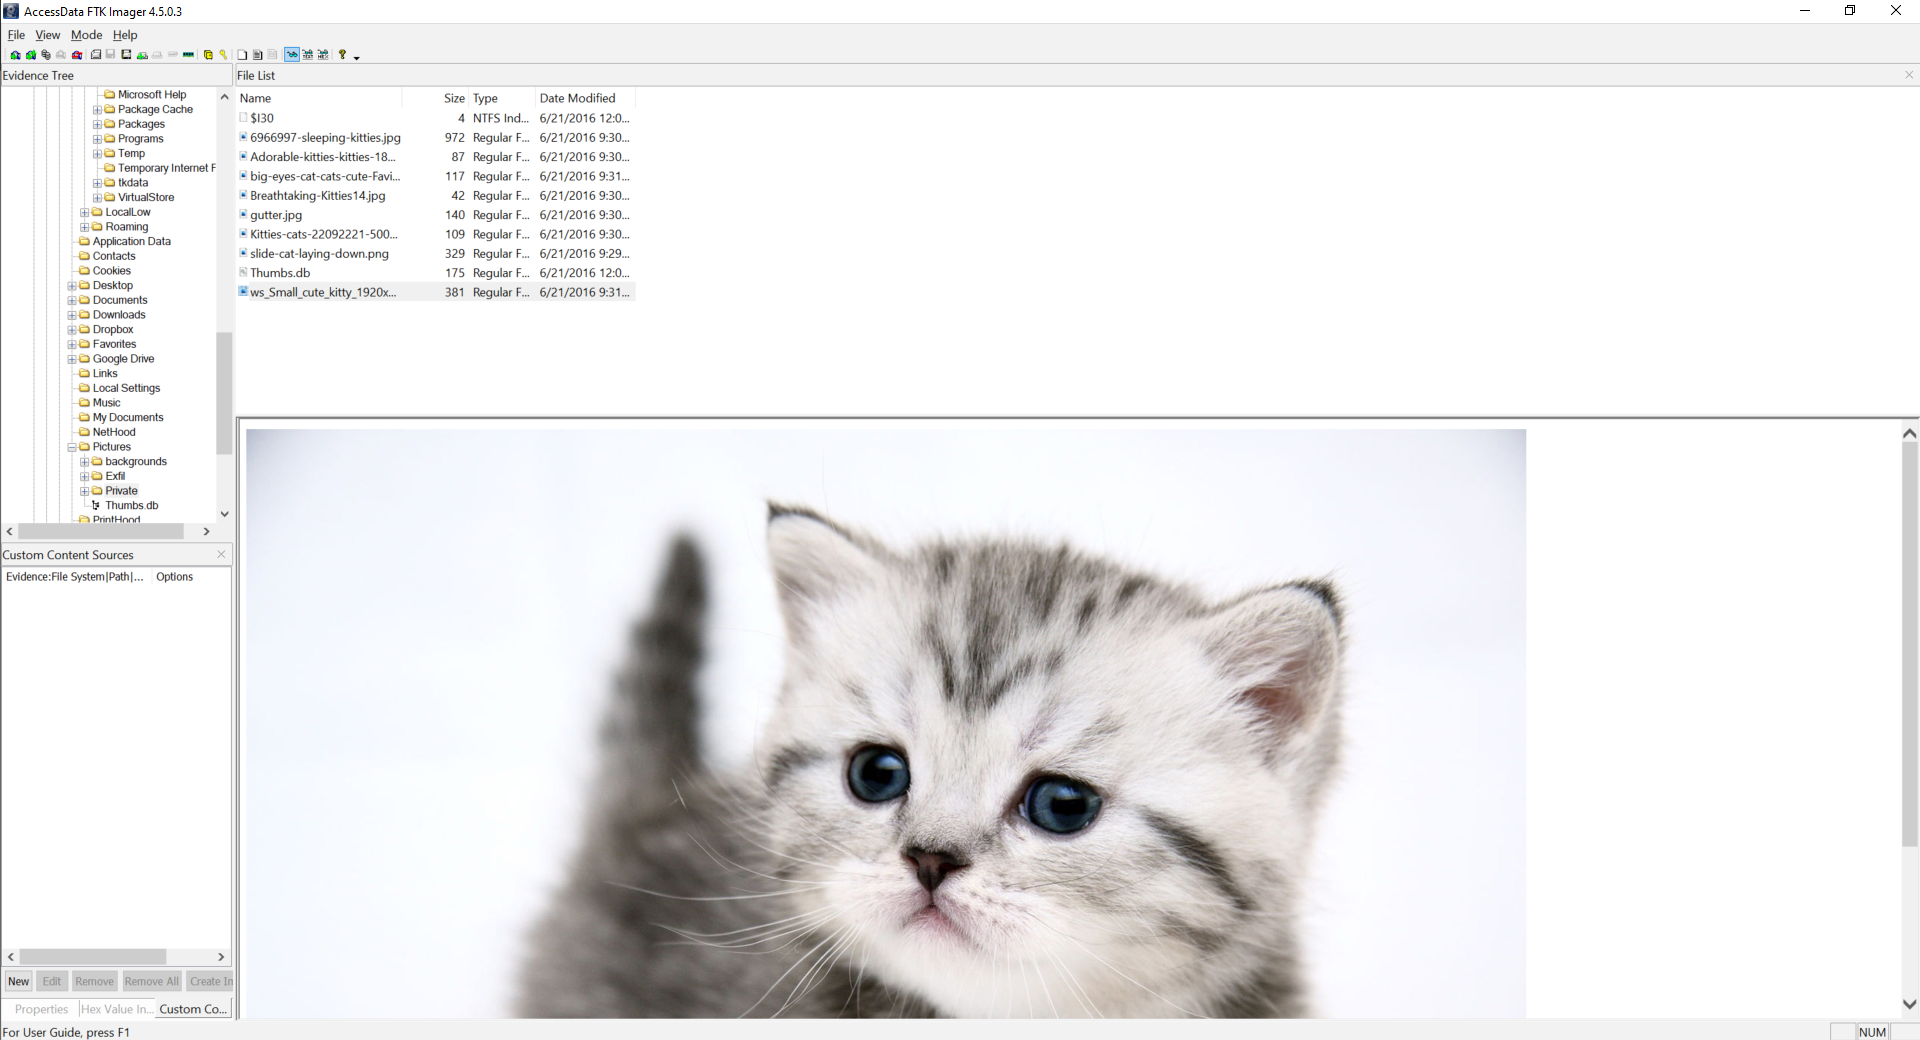 AccessData FTK Imager 4.5.0.3
File View Mode Help
Evidence Tree
Microsoft Help
Package Cache
Packages
Programs
Temp
Temporary Internet F
tkdata
VirtualStore
LocalLow
Roaming
Application Data
Contacts
Cookies
Desktop
Documents
Downloads
Dropbox
Favorites
Google Drive
Links
Local Settings
Music
My Documents
NetHood
Pictures
backgrounds
Exfil
Private
Thumbs.db
PrintHood
Custom Content Sources
Evidence:File System|Path|... Options
New Edit Remove Remove All Create In
Properties Hex Value In... Custom Co...
File List
Name Size Type Date Modified
$I30 4 NTFS Ind... 6/21/2016 12:0...
6966997-sleeping-kitties.jpg 972 Regular F... 6/21/2016 9:30...
Adorable-kitties-kitties-18... 87 Regular F... 6/21/2016 9:30...
big-eyes-cat-cats-cute-Favi... 117 Regular F... 6/21/2016 9:31...
Breathtaking-Kitties14.jpg 42 Regular F... 6/21/2016 9:30...
gutter.jpg 140 Regular F... 6/21/2016 9:30...
Kitties-cats-22092221-500... 109 Regular F... 6/21/2016 9:30...
slide-cat-laying-down.png 329 Regular F... 6/21/2016 9:29...
Thumbs.db 175 Regular F... 6/21/2016 12:0...
ws_Small_cute_kitty_1920x... 381 Regular F... 6/21/2016 9:31...
For User Guide, press F1
NUM